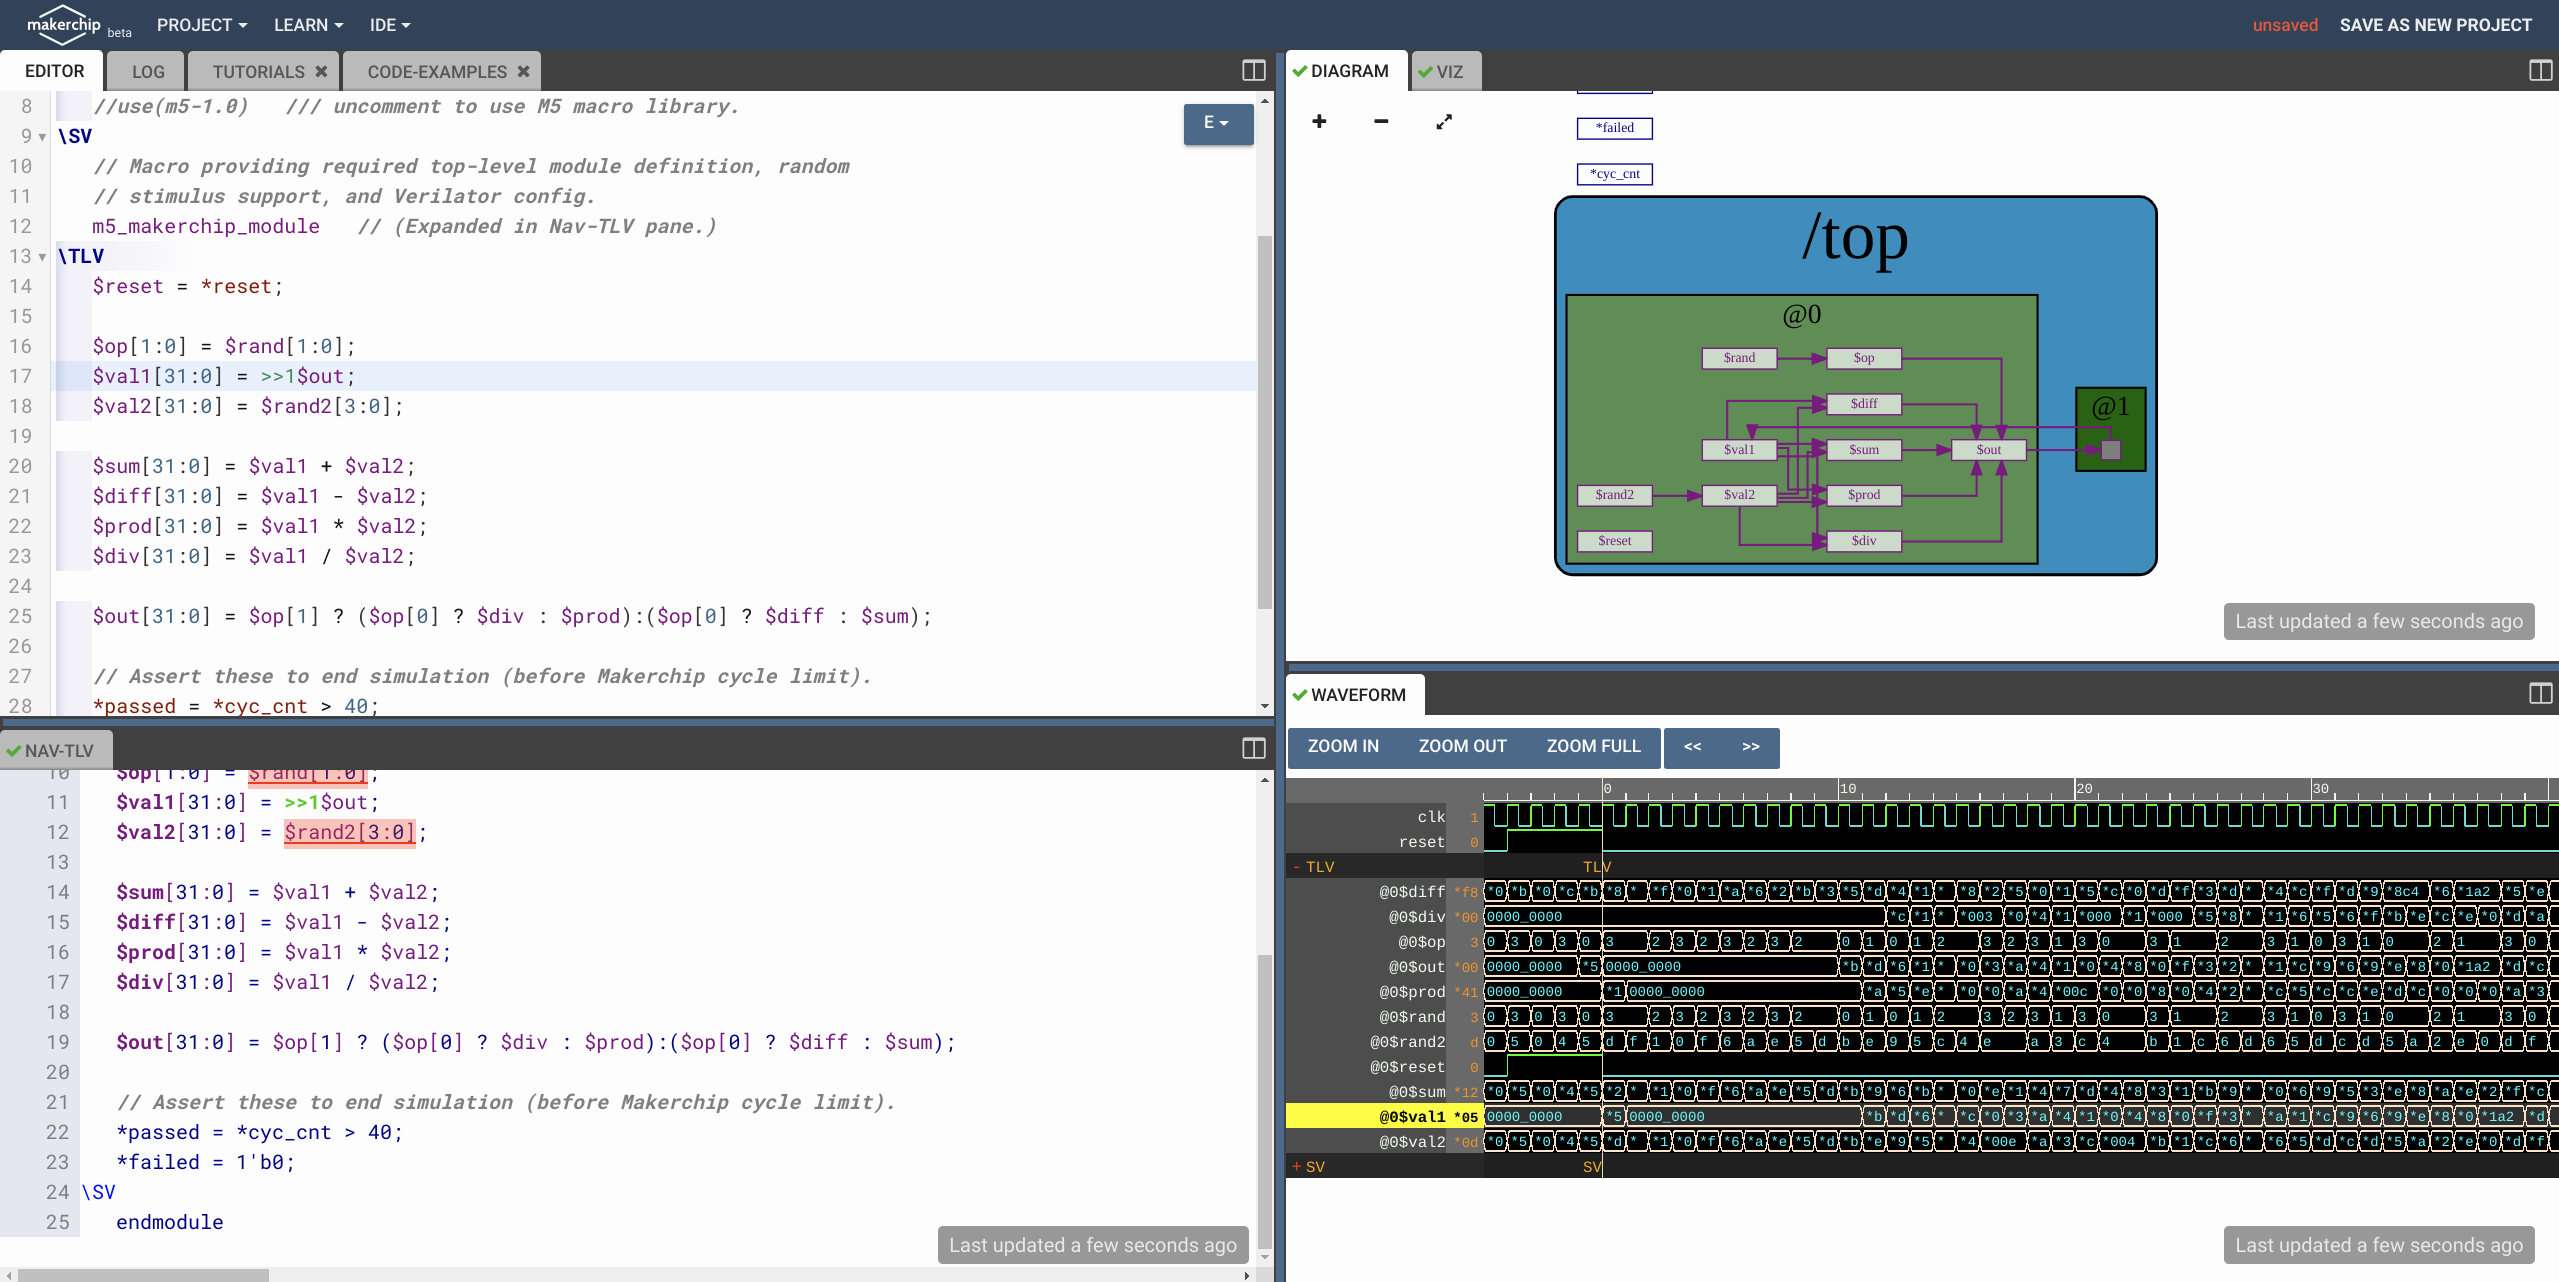 makerchip beta PROJECT LEARN IDE unsaved SAVE AS NEW PROJECT
EDITOR LOG TUTORIALS ✖ CODE-EXAMPLES ✖
8 //use(m5-1.0) /// uncomment to use M5 macro library.
E
9 \SV
10 // Macro providing required top-level module definition, random
11 // stimulus support, and Verilator config.
12 m5_makerchip_module // (Expanded in Nav-TLV pane.)
13 \TLV
14 $reset = *reset;
15
16 $op[1:0] = $rand[1:0];
17 $val1[31:0] = >>1$out;
18 $val2[31:0] = $rand2[3:0];
19
20 $sum[31:0] = $val1 + $val2;
21 $diff[31:0] = $val1 - $val2;
22 $prod[31:0] = $val1 * $val2;
23 $div[31:0] = $val1 / $val2;
24
25 $out[31:0] = $op[1] ? ($op[0] ? $div : $prod):($op[0] ? $diff : $sum);
26
27 // Assert these to end simulation (before Makerchip cycle limit).
28 *passed = *cyc_cnt > 40;
NAV-TLV
10 $op[1:0] = $rand[1:0];
11 $val1[31:0] = >>1$out;
12 $val2[31:0] = $rand2[3:0];
13
14 $sum[31:0] = $val1 + $val2;
15 $diff[31:0] = $val1 - $val2;
16 $prod[31:0] = $val1 * $val2;
17 $div[31:0] = $val1 / $val2;
18
19 $out[31:0] = $op[1] ? ($op[0] ? $div : $prod):($op[0] ? $diff : $sum);
20
21 // Assert these to end simulation (before Makerchip cycle limit).
22 *passed = *cyc_cnt > 40;
23 *failed = 1'b0;
24 \SV
25 endmodule
Last updated a few seconds ago
DIAGRAM VIZ
*failed
*cyc_cnt
/top
@0
$rand $op
$diff
@1
$val1 $sum $out
$rand2 $val2 $prod
$reset $div
Last updated a few seconds ago
WAVEFORM
ZOOM IN ZOOM OUT ZOOM FULL << >>
0 10 20 30
clk 1
reset 0
- TLV TLV
@0$diff *f8
@0$div *00 0000_0000
@0$op 3
@0$out *00 0000_0000 *5 0000_0000
@0$prod *41 0000_0000 *1 0000_0000
@0$rand 3
@0$rand2 d
@0$reset 0
@0$sum *12
@0$val1 *05 0000_0000 *5 0000_0000
@0$val2 *0d
+ SV SV
Last updated a few seconds ago